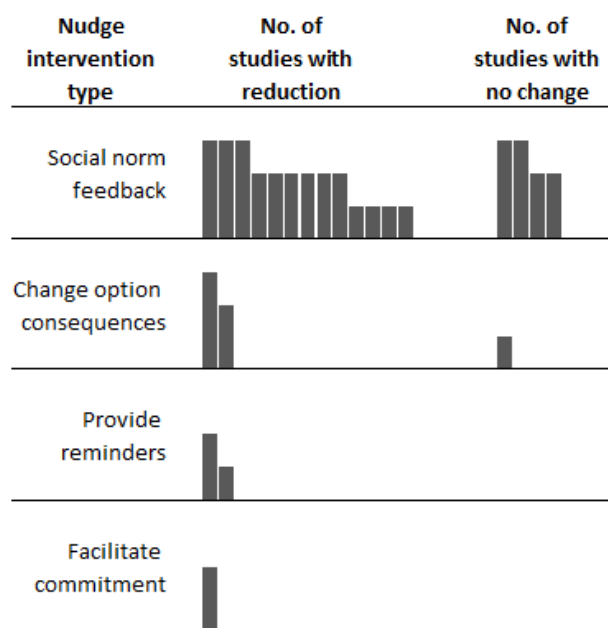 Nudge
intervention
type
No. of
studies with
reduction
No. of
studies with
no change
Social norm
feedback
Change option
consequences
Provide
reminders
Facilitate
commitment